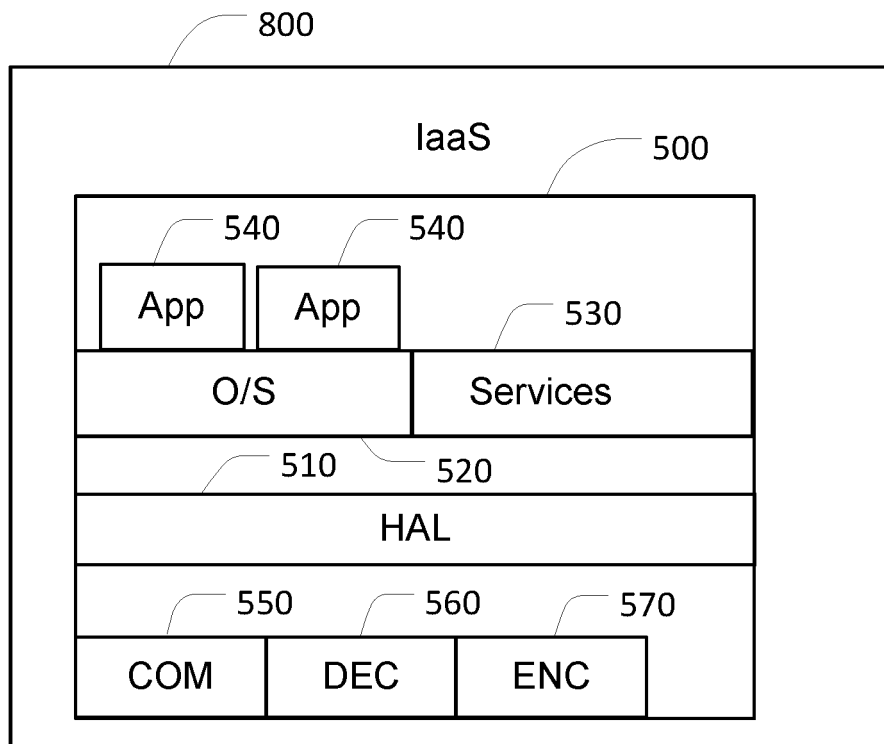 800
IaaS
500
540 540
App App
530
O/S Services
510 520
HAL
550 560 570
COM DEC ENC